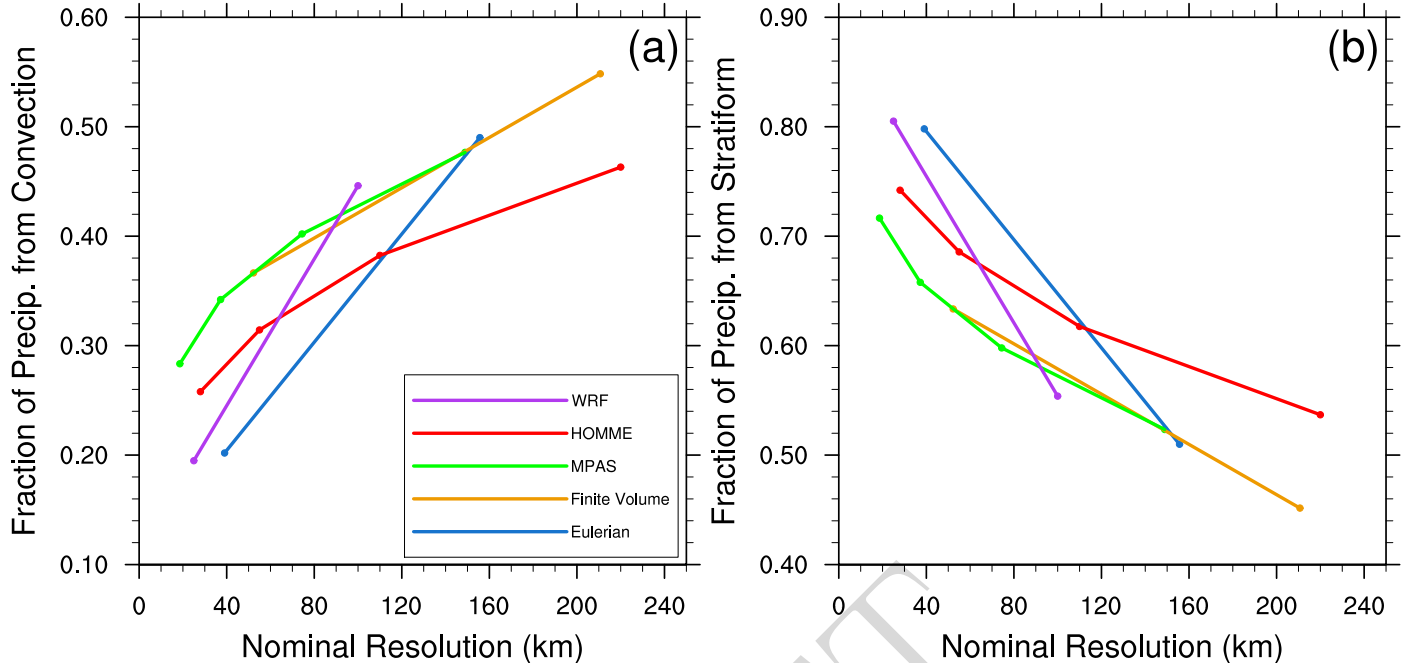 (a)
Fraction of Precip. from Convection
0.60
0.50
0.40
0.30
0.20
0.10
WRF
HOMME
MPAS
Finite Volume
Eulerian
0 40 80 120 160 200 240
Nominal Resolution (km)
(b)
Fraction of Precip. from Stratiform
0.90
0.80
0.70
0.60
0.50
0.40
0 40 80 120 160 200 240
Nominal Resolution (km)